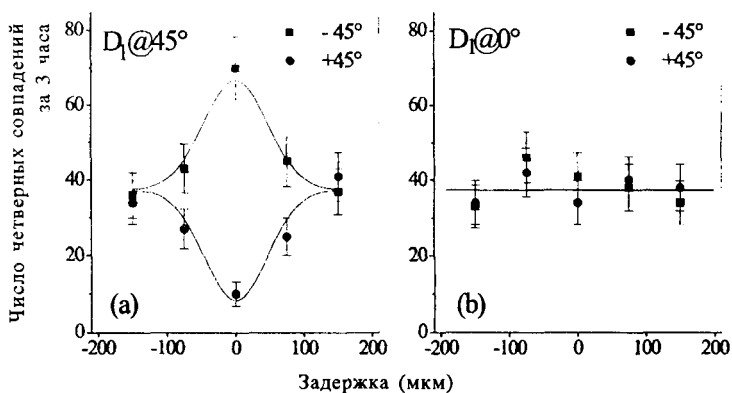 Число четверных совпадений
за 3 часа
80
60
40
20
0
D₁@45°
- 45°
+45°
(a)
-200 -100 0 100 200
80
60
40
20
0
D₁@0°
- 45°
+45°
(b)
-200 -100 0 100 200
Задержка (мкм)